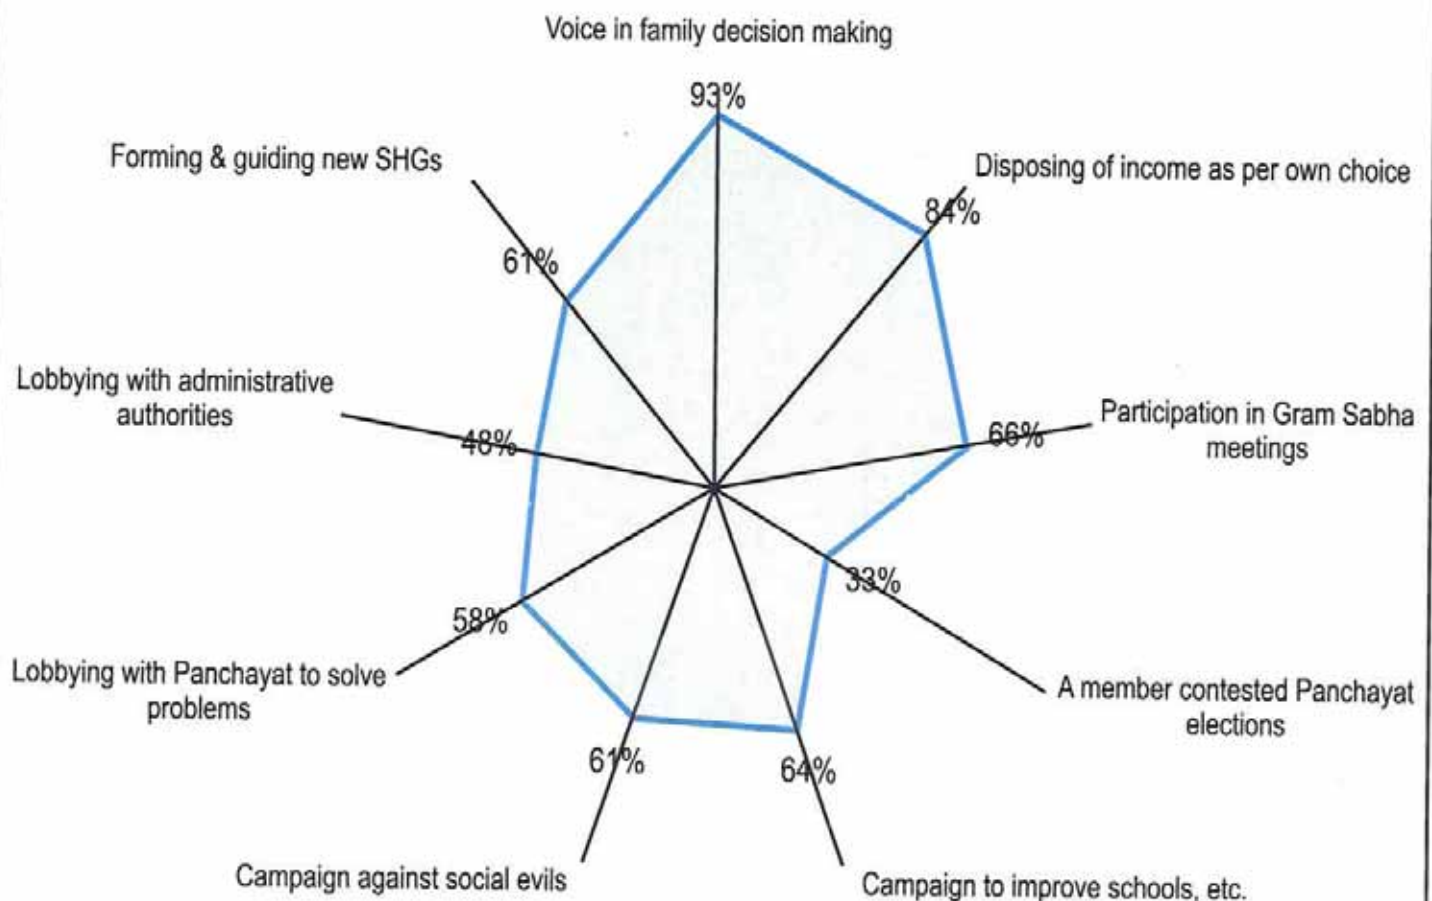 Voice in family decision making
93%
Forming & guiding new SHGs
Disposing of income as per own choice
84%
61%
Lobbying with administrative
authorities
48%
Participation in Gram Sabha
meetings
66%
33%
58%
Lobbying with Panchayat to solve
problems
A member contested Panchayat
elections
61%
64%
Campaign against social evils
Campaign to improve schools, etc.